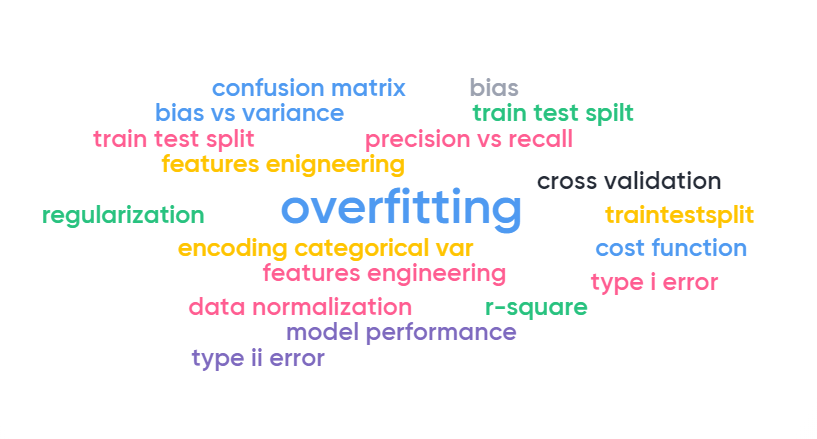 confusion matrix
bias
bias vs variance
train test spilt
train test split
precision vs recall
features enigneering
cross validation
overfitting
regularization
traintestsplit
encoding categorical var
cost function
features engineering
type i error
data normalization
r-square
model performance
type ii error